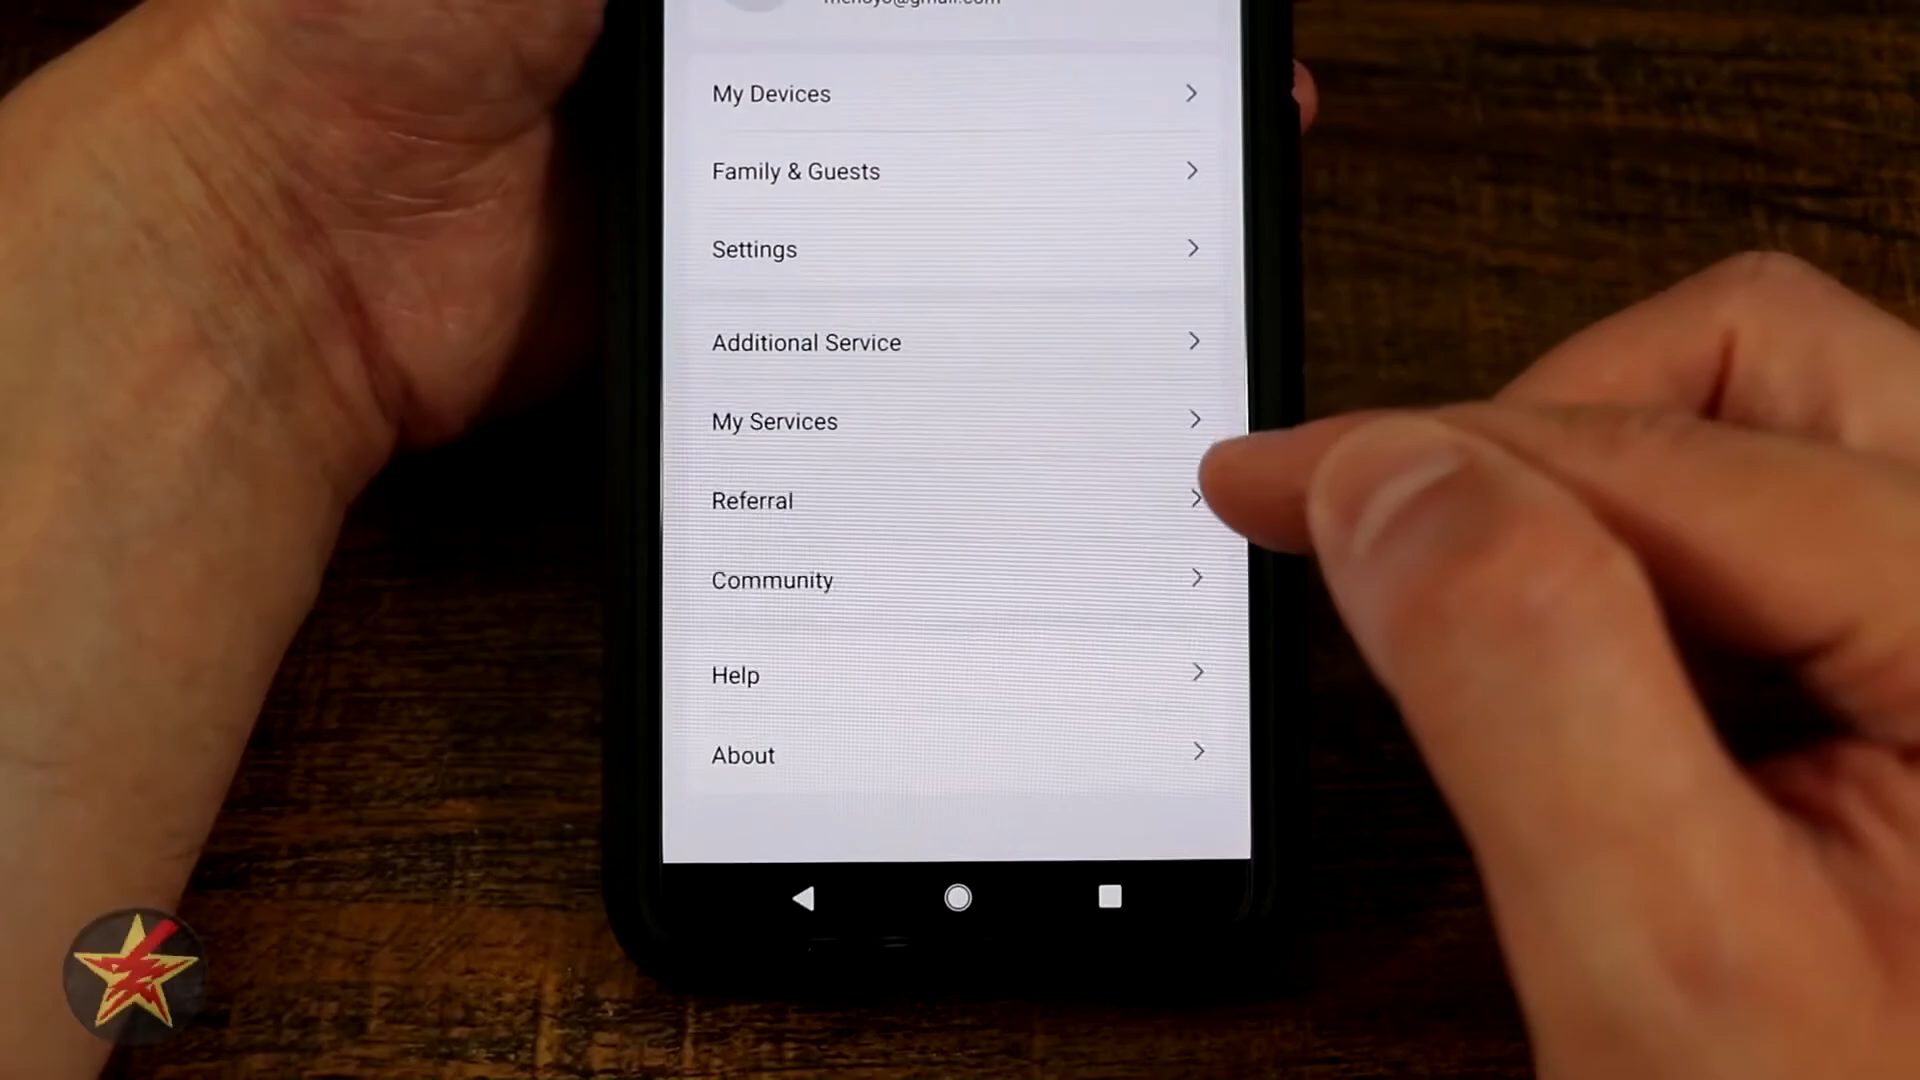 My Devices
Family & Guests
Settings
Additional Service
My Services
Referral
Community
Help
About